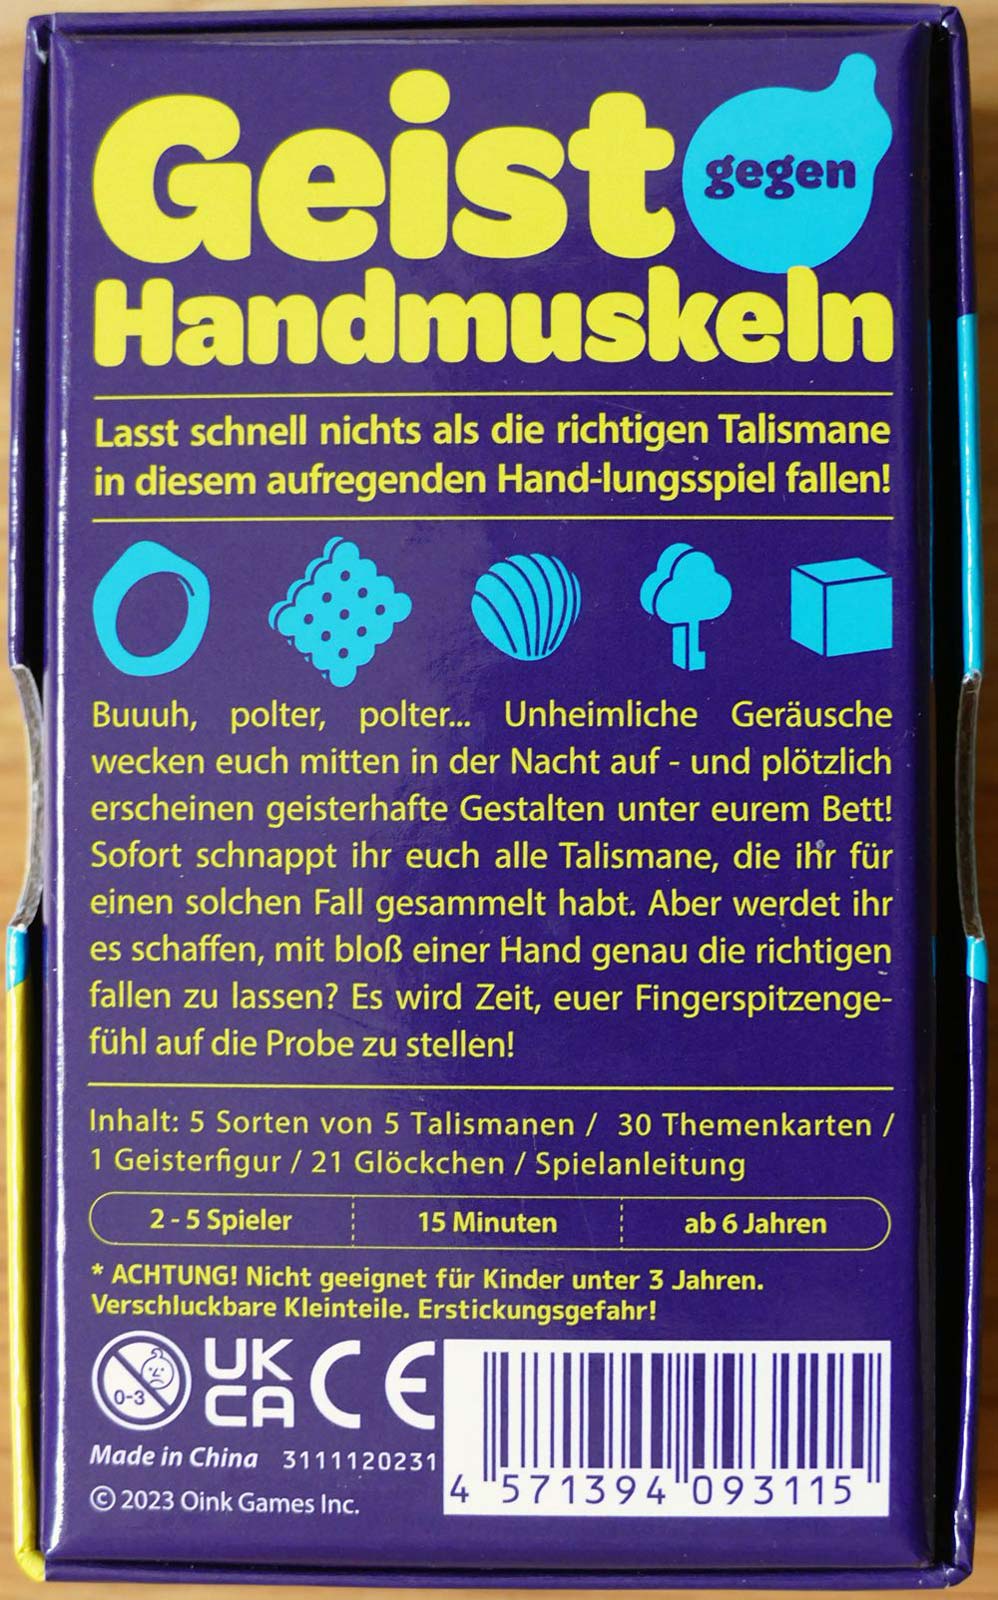 Geist gegen
Handmuskeln
Lasst schnell nichts als die richtigen Talismane
in diesem aufregenden Hand-lungsspiel fallen!
Buuuh, polter, polter... Unheimliche Geräusche
wecken euch mitten in der Nacht auf - und plötzlich
erscheinen geisterhafte Gestalten unter eurem Bett!
Sofort schnappt ihr euch alle Talismane, die ihr für
einen solchen Fall gesammelt habt. Aber werdet ihr
es schaffen, mit bloß einer Hand genau die richtigen
fallen zu lassen? Es wird Zeit, euer Fingerspitzenge-
fühl auf die Probe zu stellen!
Inhalt: 5 Sorten von 5 Talismanen / 30 Themenkarten /
1 Geisterfigur / 21 Glöckchen / Spielanleitung
2 - 5 Spieler 15 Minuten ab 6 Jahren
* ACHTUNG! Nicht geeignet für Kinder unter 3 Jahren.
Verschluckbare Kleinteile. Erstickungsgefahr!
0-3 UK CA CE
Made in China 3111120231
© 2023 Oink Games Inc.
4 571394 093115